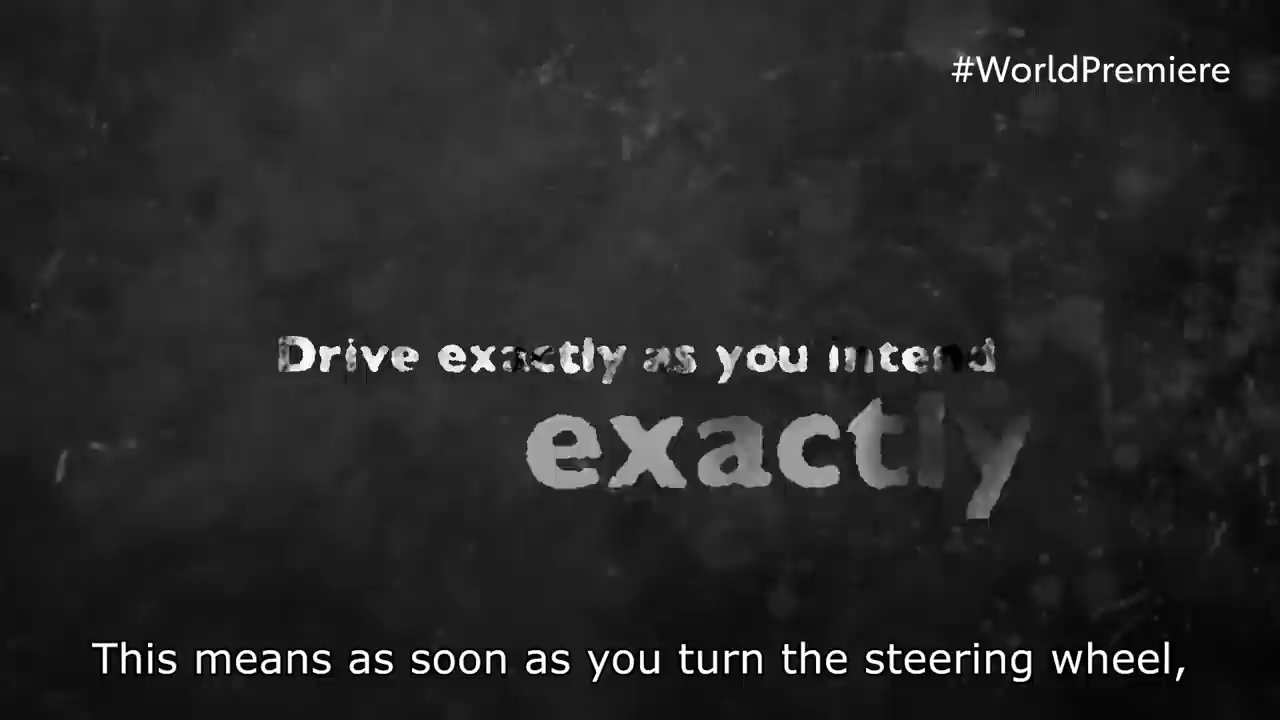 #WorldPremiere
Drive exactly as you intend
exactly
This means as soon as you turn the steering wheel,